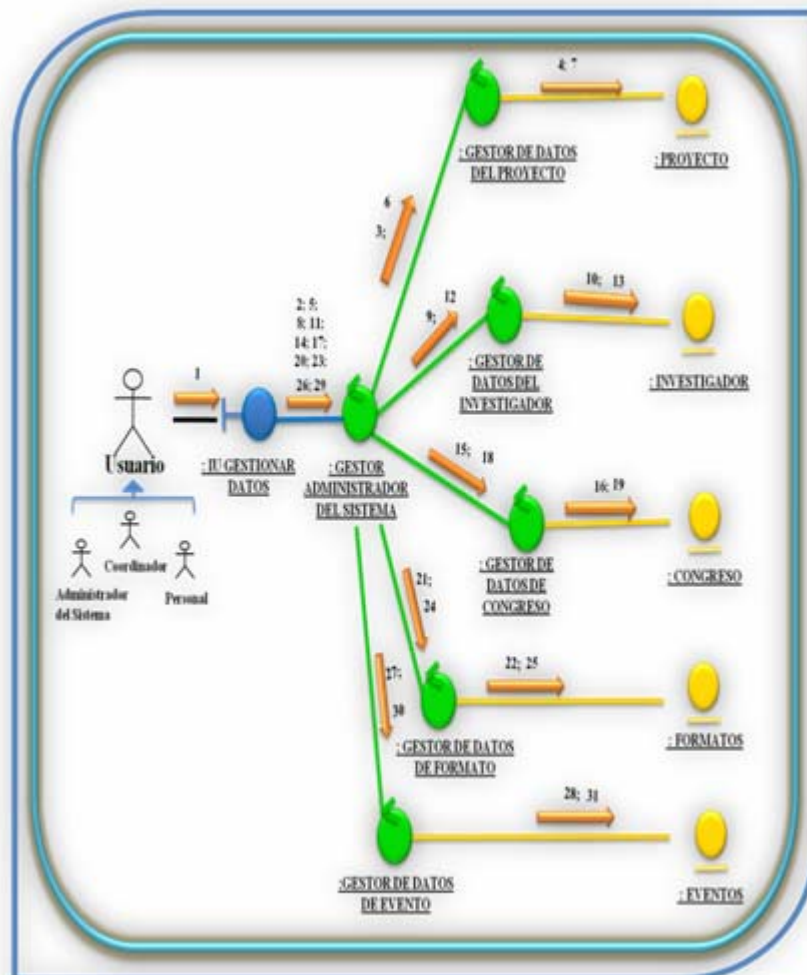 4; 7
: GESTOR DE DATOS
DEL PROYECTO
: PROYECTO
6
3;
10; 13
12
9;
: GESTOR DE
DATOS DEL
INVESTIGADOR
: INVESTIGADOR
2; 5;
8; 11;
14; 17;
20; 23;
26; 29
1
Usuario
: IU GESTIONAR
DATOS
: GESTOR
ADMINISTRADOR
DEL SISTEMA
15; 18
16; 19
: GESTOR DE
DATOS DE
CONGRESO
: CONGRESO
Coordinador
Administrador
del Sistema
Personal
21;
24
22; 25
: GESTOR DE DATOS
DE FORMATO
: FORMATOS
27;
30
28; 31
:GESTOR DE DATOS
DE EVENTO
: EVENTOS